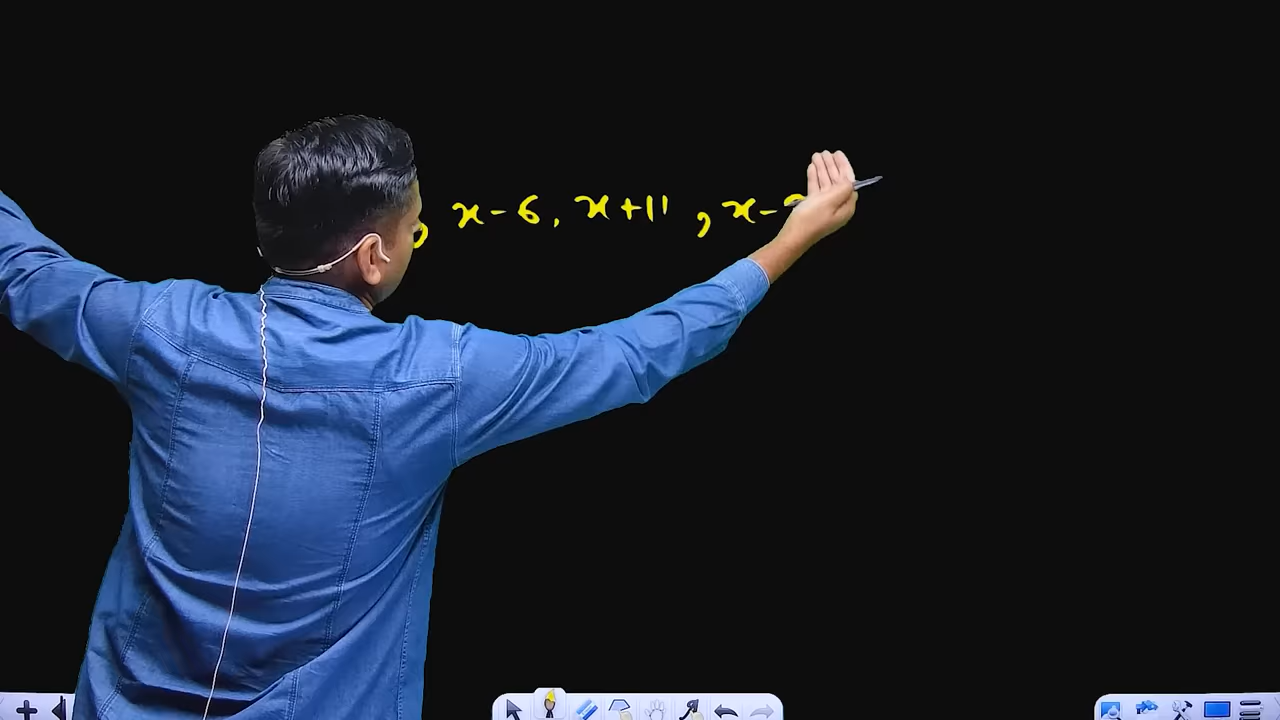 , x-6, x+11, x-